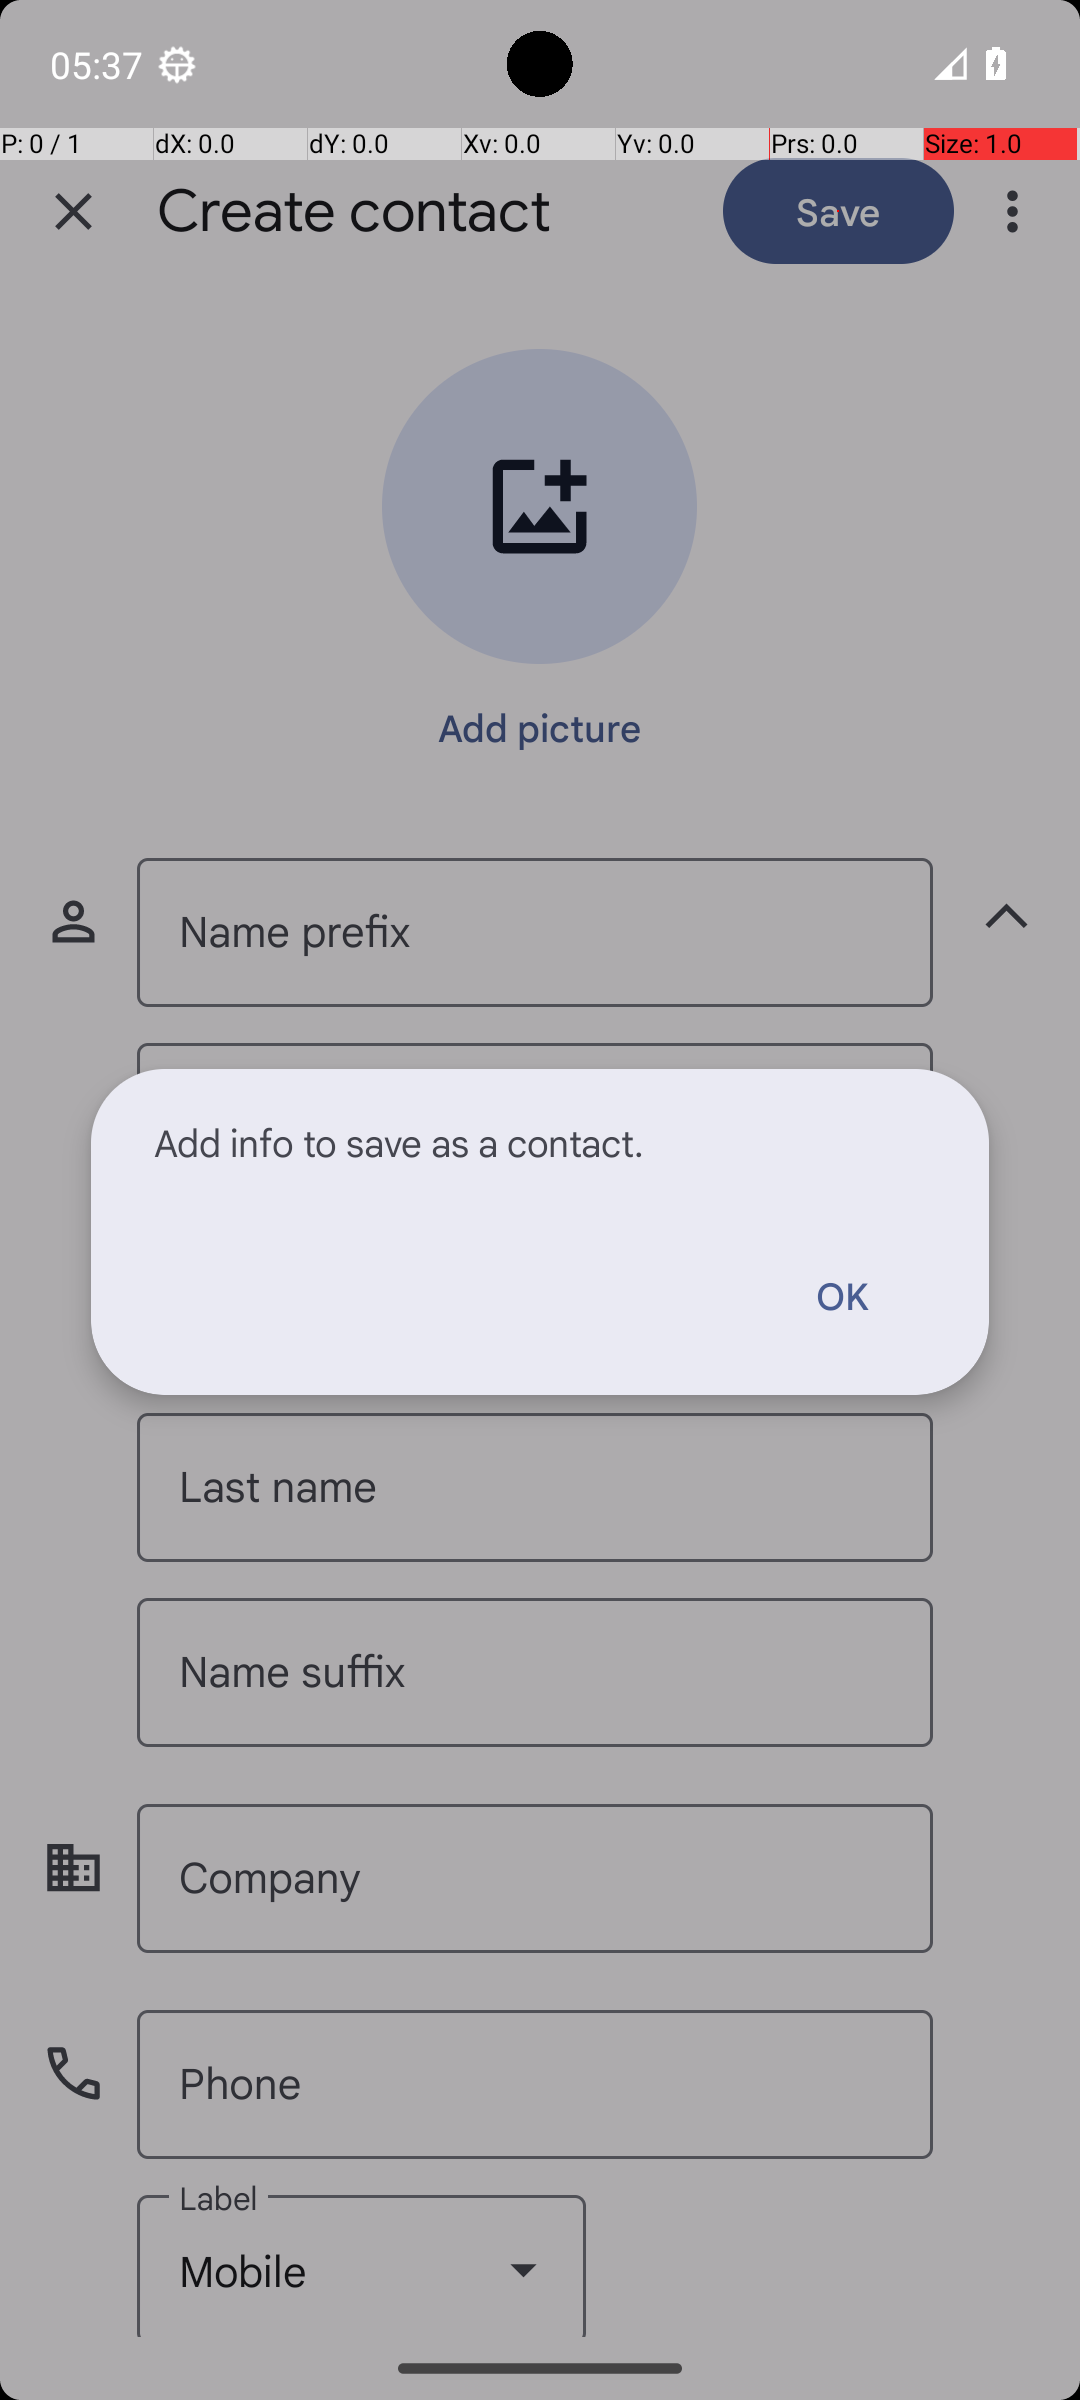 05:37
P: 0 / 1 dX: 0.0 dY: 0.0 Xv: 0.0 Yv: 0.0 Prs: 0.0 Size: 1.0
Create contact Save
Add picture
Name prefix
Add info to save as a contact.
OK
Last name
Name suffix
Company
Phone
Label
Mobile